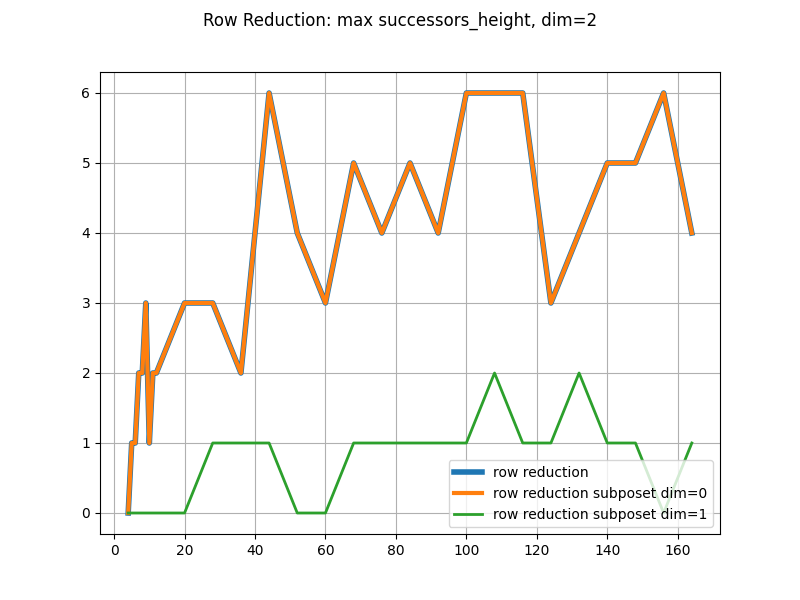 Row Reduction: max successors_height, dim=2
6
5
4
3
2
1
0
row reduction
row reduction subposet dim=0
row reduction subposet dim=1
0 20 40 60 80 100 120 140 160